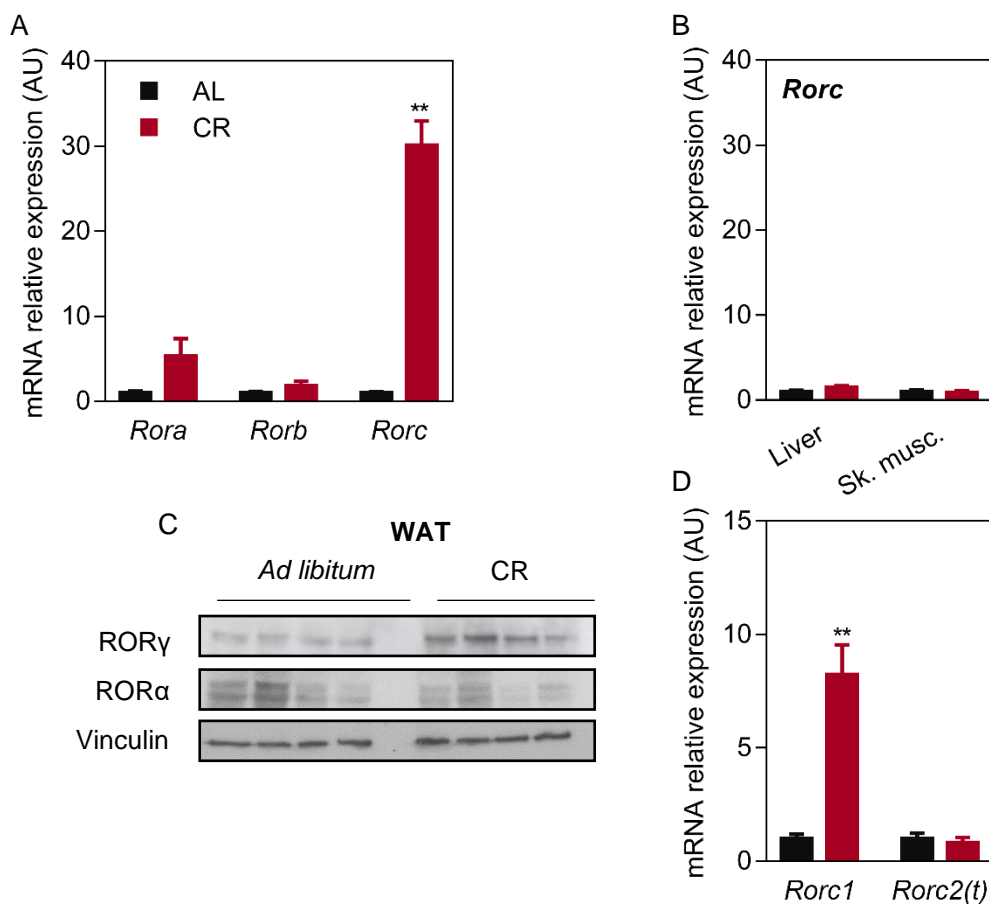 A
mRNA relative expression (AU)
40
30
20
10
0
AL
CR
**
Rora Rorb Rorc
B
mRNA relative expression (AU)
40
30
20
10
0
Rorc
Liver
Sk. musc.
C
WAT
Ad libitum CR
RORγ
RORα
Vinculin
D
mRNA relative expression (AU)
15
10
5
0
**
Rorc1 Rorc2(t)